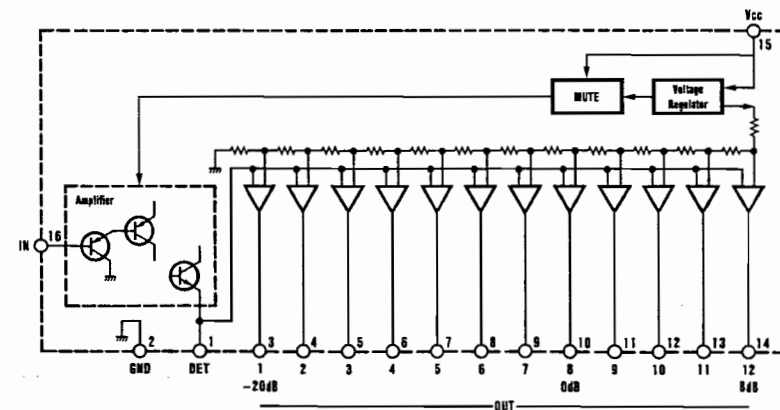 Vcc
15
MUTE
Voltage
Regulator
Amplifier
16
IN
2 1 3 4 5 6 7 8 9 10 11 12 13 14
GND DET 1 2 3 4 5 6 7 8 9 10 11 12
-20dB 0dB 8dB
OUT